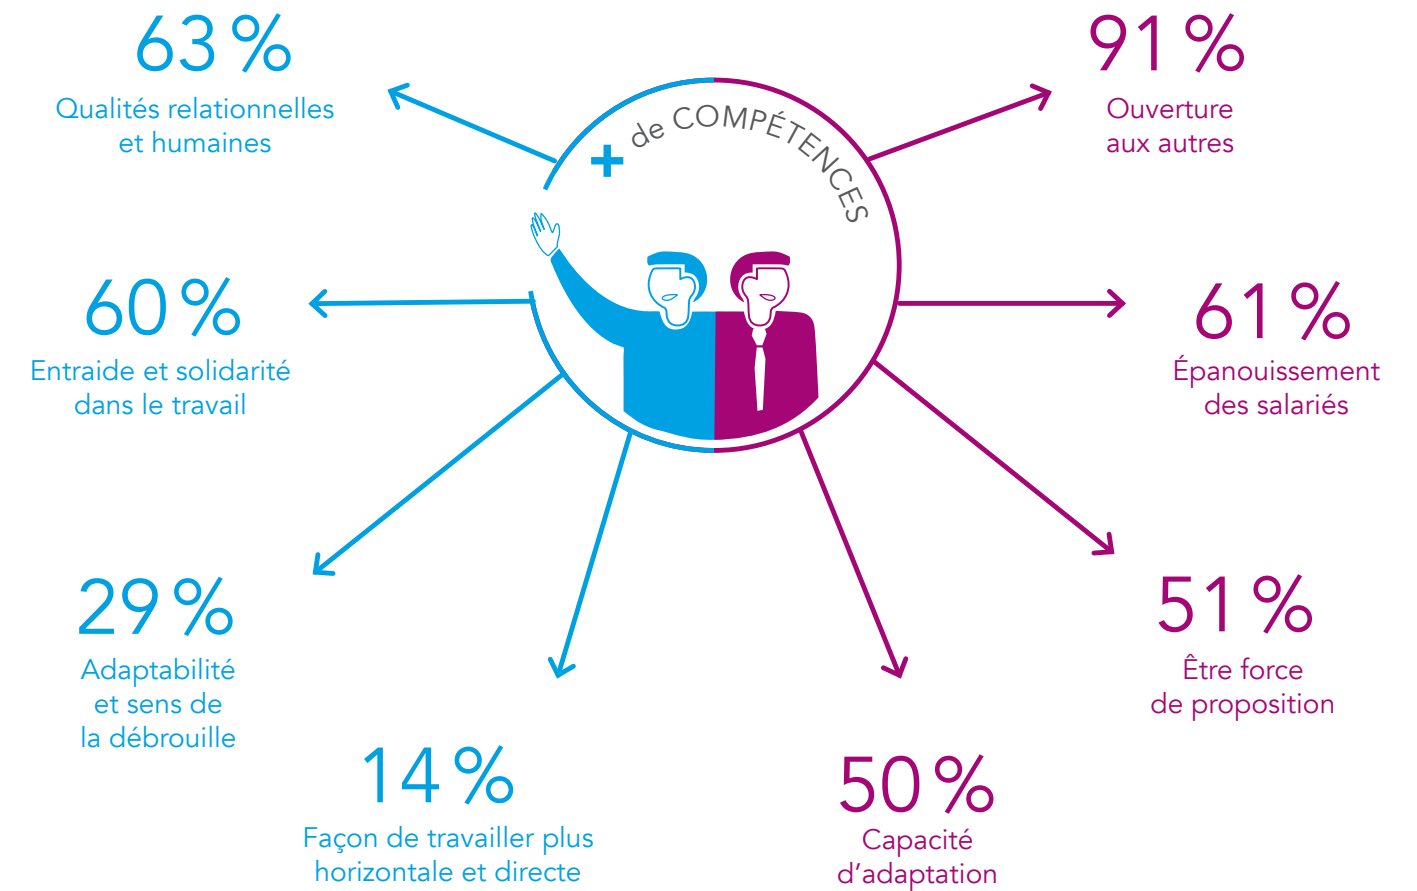 + de COMPÉTENCES
63 %
Qualités relationnelles
et humaines
60 %
Entraide et solidarité
dans le travail
29 %
Adaptabilité
et sens de
la débrouille
14 %
Façon de travailler plus
horizontale et directe
91 %
Ouverture
aux autres
61 %
Épanouissement
des salariés
51 %
Être force
de proposition
50 %
Capacité
d’adaptation